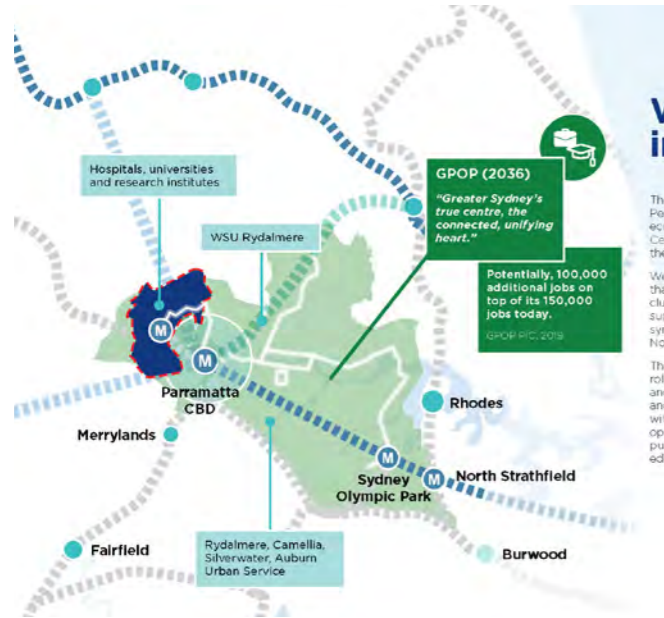 Hospitals, universities
and research institutes
WSU Rydalmere
GPOP (2036)
"Greater Sydney's
true centre, the
connected, unifying
heart."
Potentially, 100,000
additional jobs on
top of its 150,000
jobs today.
GPOP PIC, 2019
M
M
Parramatta
CBD
Merrylands
Rhodes
M
Sydney
Olympic Park
M
North Strathfield
Fairfield
Rydalmere, Camellia,
Silverwater, Auburn
Urban Service
Burwood